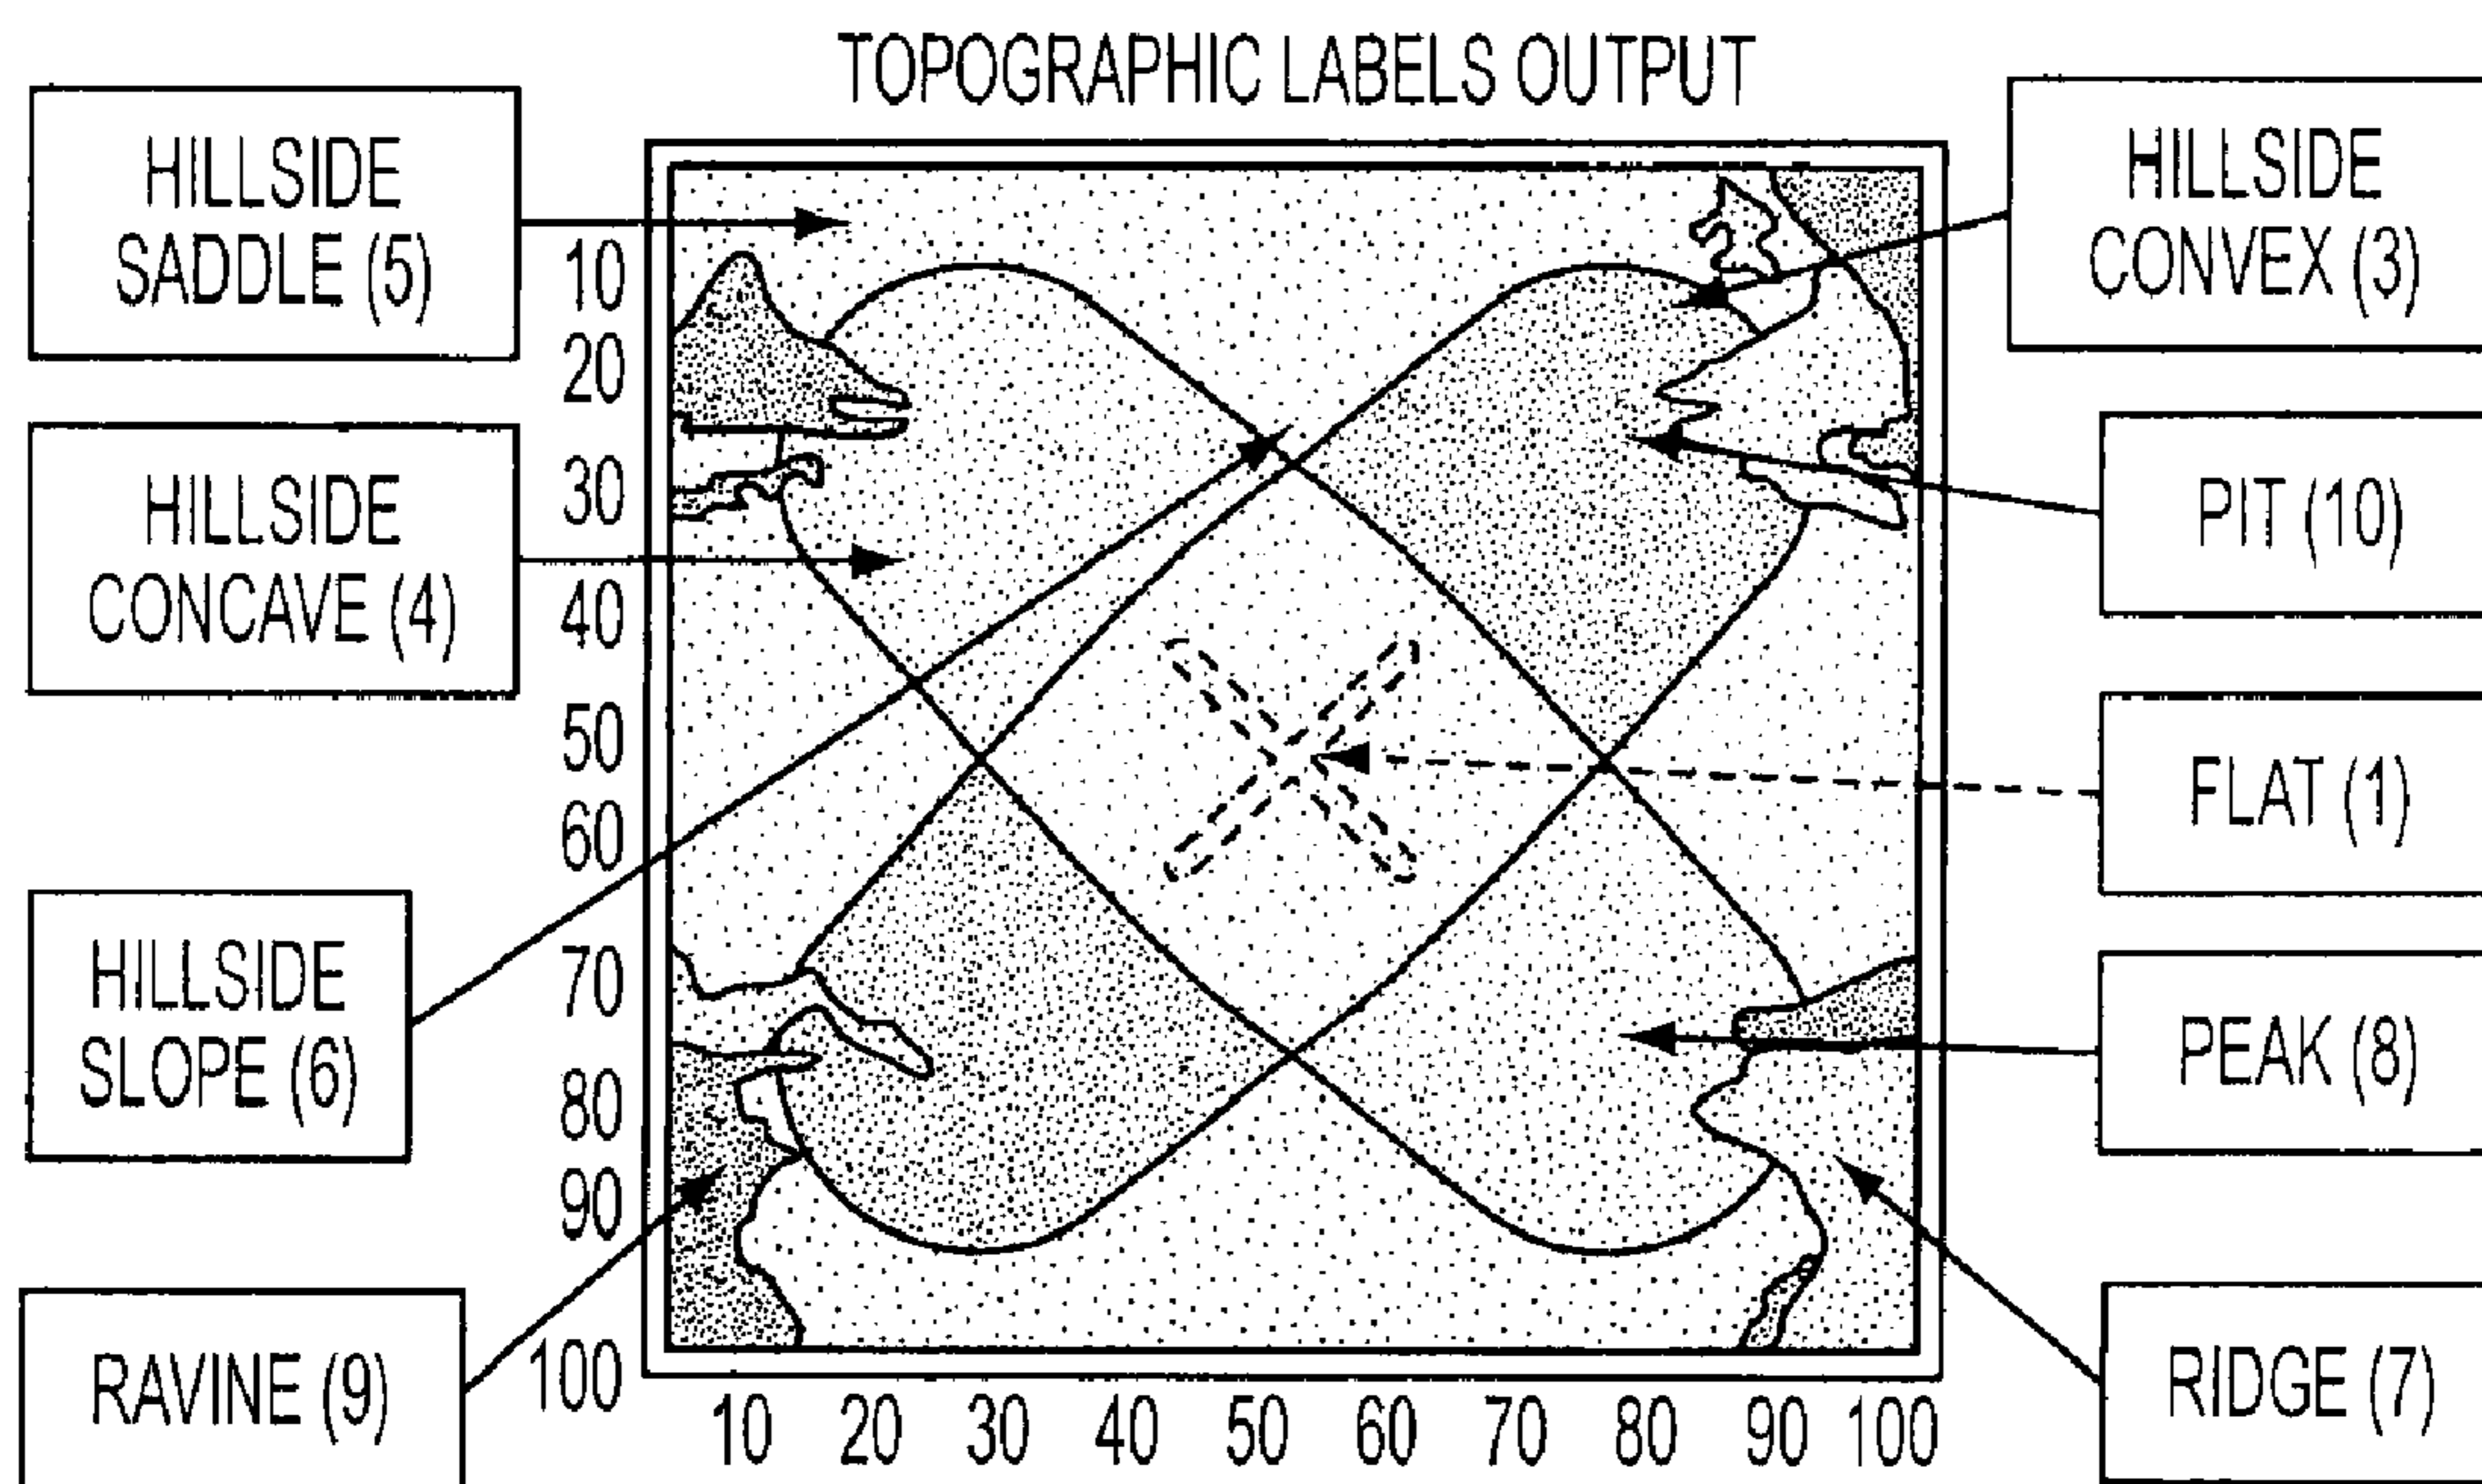 TOPOGRAPHIC LABELS OUTPUT
HILLSIDE
SADDLE (5)
HILLSIDE
CONCAVE (4)
HILLSIDE
SLOPE (6)
RAVINE (9)
10
20
30
40
50
60
70
80
90
100
10 20 30 40 50 60 70 80 90 100
HILLSIDE
CONVEX (3)
PIT (10)
FLAT (1)
PEAK (8)
RIDGE (7)